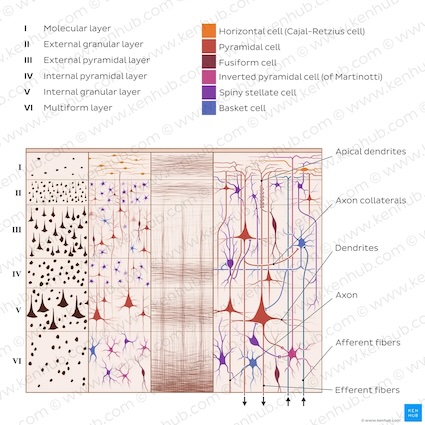 I Molecular layer
II External granular layer
III External pyramidal layer
IV Internal pyramidal layer
V Internal granular layer
VI Multiform layer
Horizontal cell (Cajal-Retzius cell)
Pyramidal cell
Fusiform cell
Inverted pyramidal cell (of Martinotti)
Spiny stellate cell
Basket cell
I
II
III
IV
V
VI
Apical dendrites
Axon collaterals
Dendrites
Axon
Afferent fibers
Efferent fibers
KEN
HUB
© www.kenhub.com